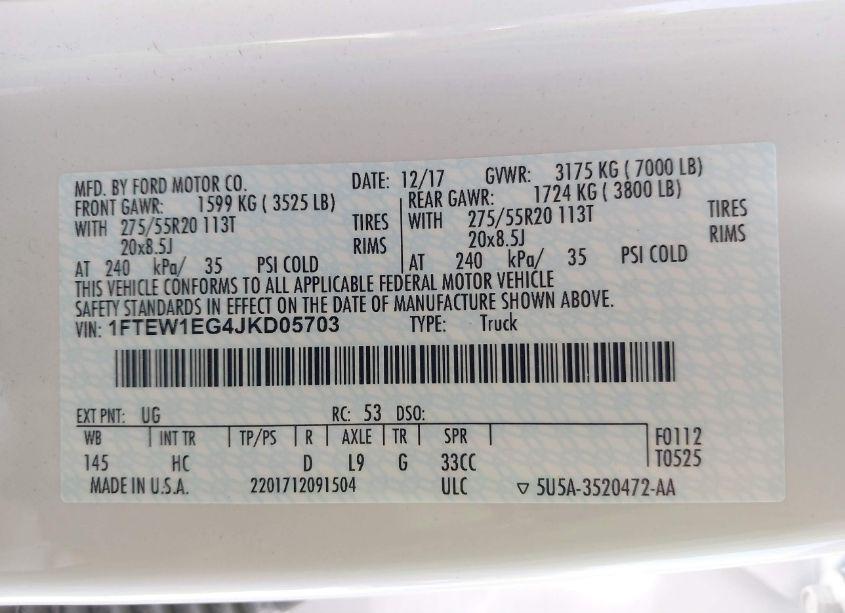 MFD. BY FORD MOTOR CO. DATE: 12/17 GVWR: 3175 KG ( 7000 LB)
FRONT GAWR: 1599 KG ( 3525 LB) REAR GAWR: 1724 KG ( 3800 LB)
WITH 275/55R20 113T TIRES WITH 275/55R20 113T TIRES
20x8.5J RIMS 20x8.5J RIMS
AT 240 kPa/ 35 PSI COLD AT 240 kPa/ 35 PSI COLD
THIS VEHICLE CONFORMS TO ALL APPLICABLE FEDERAL MOTOR VEHICLE
SAFETY STANDARDS IN EFFECT ON THE DATE OF MANUFACTURE SHOWN ABOVE.
VIN: 1FTEW1EG4JKD05703 TYPE: Truck
EXT PNT: UG RC: 53 DSO:
WB INT TR TP/PS R AXLE TR SPR F0112
145 HC D L9 G 33CC T0525
MADE IN U.S.A. 2201712091504 ULC ▽ 5U5A-3520472-AA